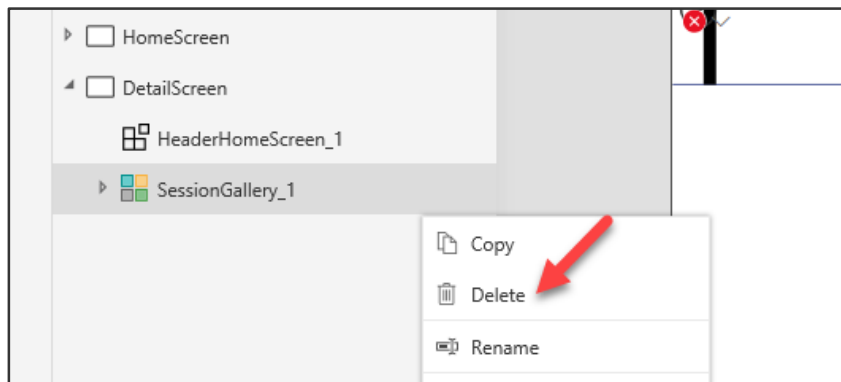 HomeScreen
DetailScreen
HeaderHomeScreen_1
SessionGallery_1
Copy
Delete
Rename